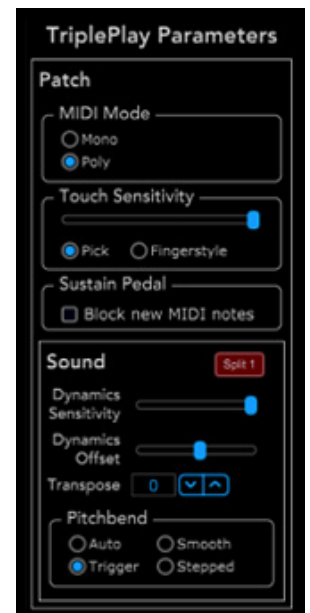 TriplePlay Parameters
Patch
MIDI Mode
Mono
Poly
Touch Sensitivity
Pick Fingerstyle
Sustain Pedal
Block new MIDI notes
Sound Split 1
Dynamics
Sensitivity
Dynamics
Offset
Transpose 0
Pitchbend
Auto Smooth
Trigger Stepped